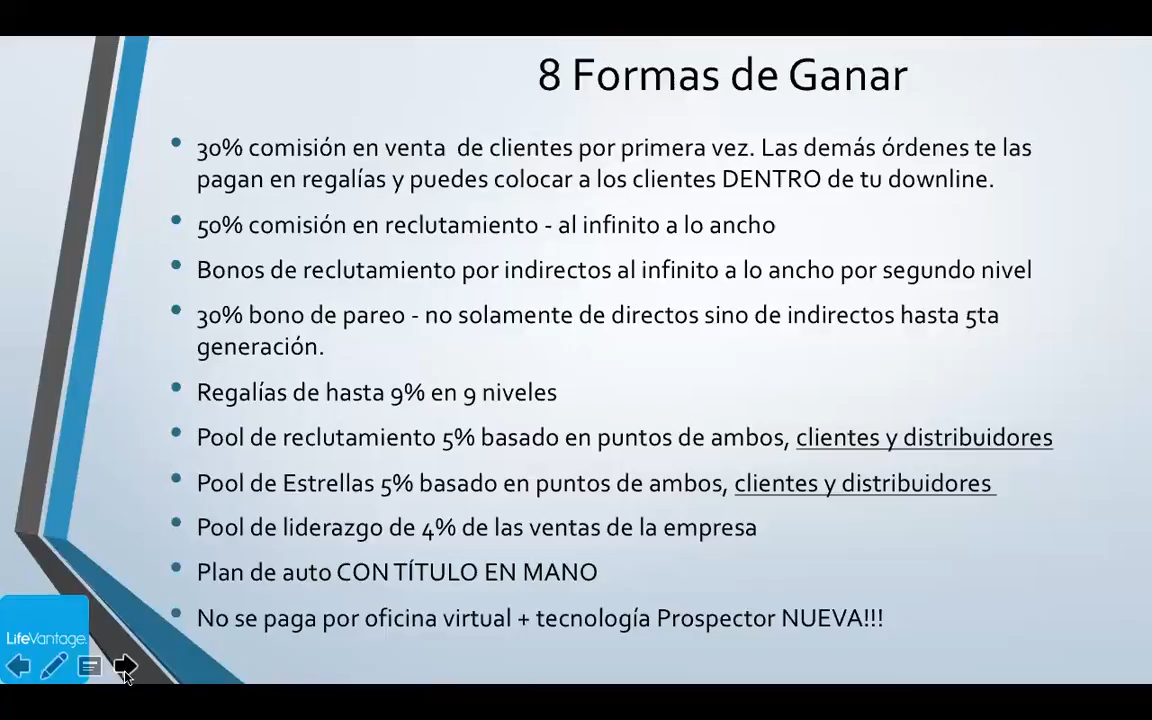 8 Formas de Ganar
30% comisión en venta de clientes por primera vez. Las demás órdenes te las
pagan en regalías y puedes colocar a los clientes DENTRO de tu downline.
50% comisión en reclutamiento - al infinito a lo ancho
Bonos de reclutamiento por indirectos al infinito a lo ancho por segundo nivel
30% bono de pareo - no solamente de directos sino de indirectos hasta 5ta
generación.
Regalías de hasta 9% en 9 niveles
Pool de reclutamiento 5% basado en puntos de ambos, clientes y distribuidores
Pool de Estrellas 5% basado en puntos de ambos, clientes y distribuidores
Pool de liderazgo de 4% de las ventas de la empresa
Plan de auto CON TÍTULO EN MANO
No se paga por oficina virtual + tecnología Prospector NUEVA!!!
LifeVantage